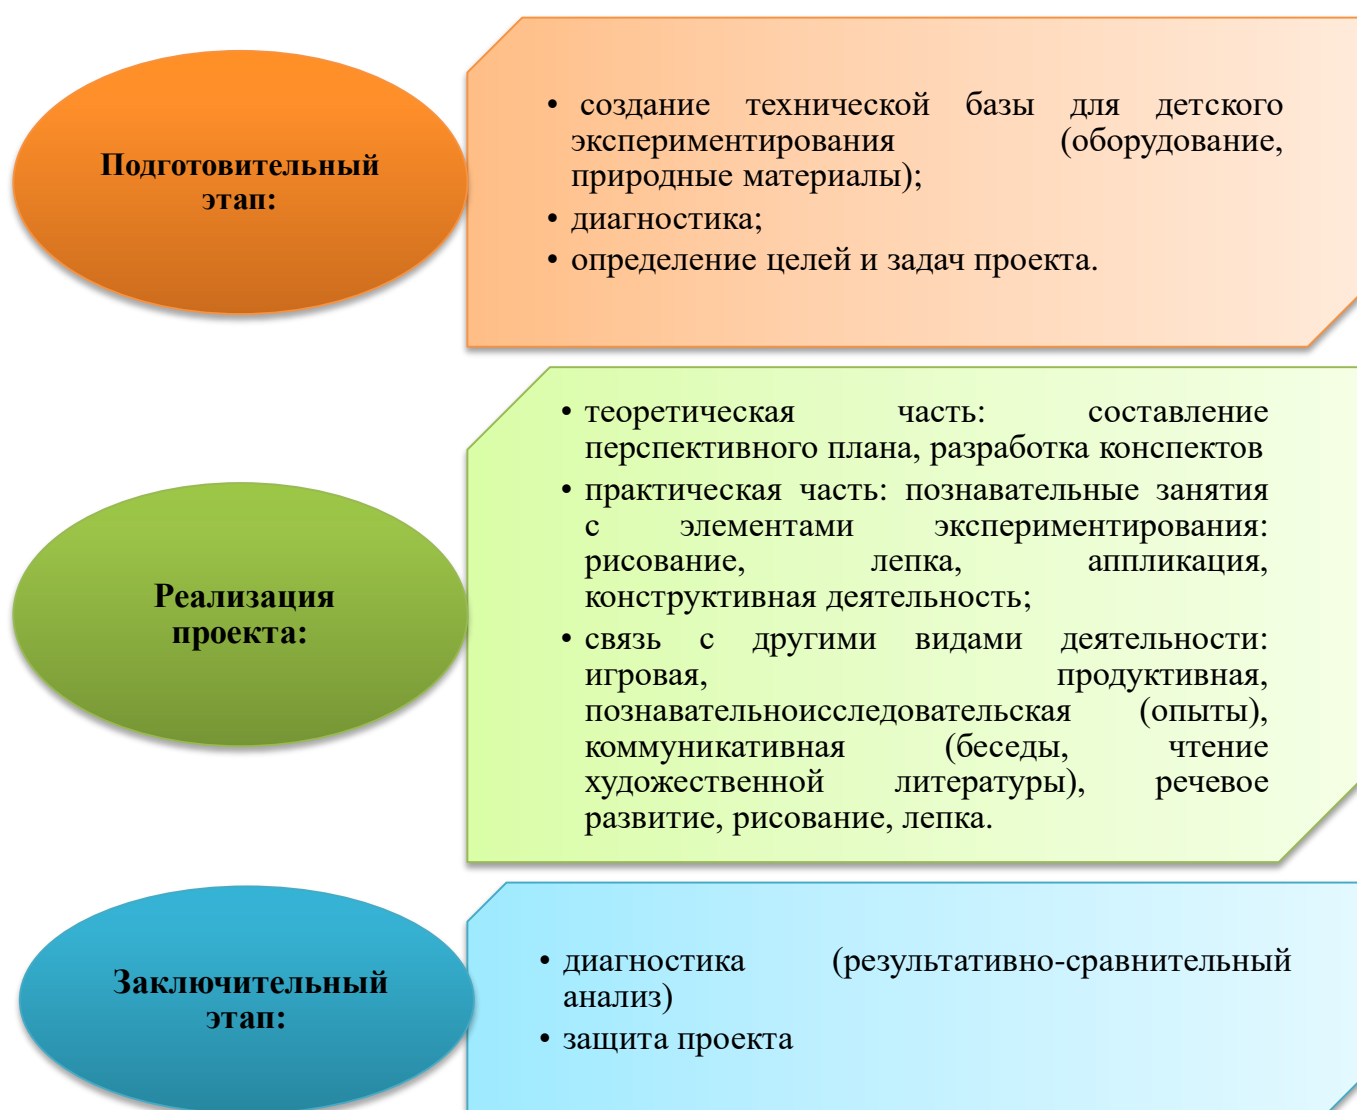 Подготовительный
этап:
• создание технической базы для детского
экспериментирования (оборудование,
природные материалы);
• диагностика;
• определение целей и задач проекта.
Реализация
проекта:
• теоретическая часть: составление
перспективного плана, разработка конспектов
• практическая часть: познавательные занятия
с элементами экспериментирования:
рисование, лепка, аппликация,
конструктивная деятельность;
• связь с другими видами деятельности:
игровая, продуктивная,
познавательноисследовательская (опыты),
коммуникативная (беседы, чтение
художественной литературы), речевое
развитие, рисование, лепка.
Заключительный
этап:
• диагностика (результативно-сравнительный
анализ)
• защита проекта